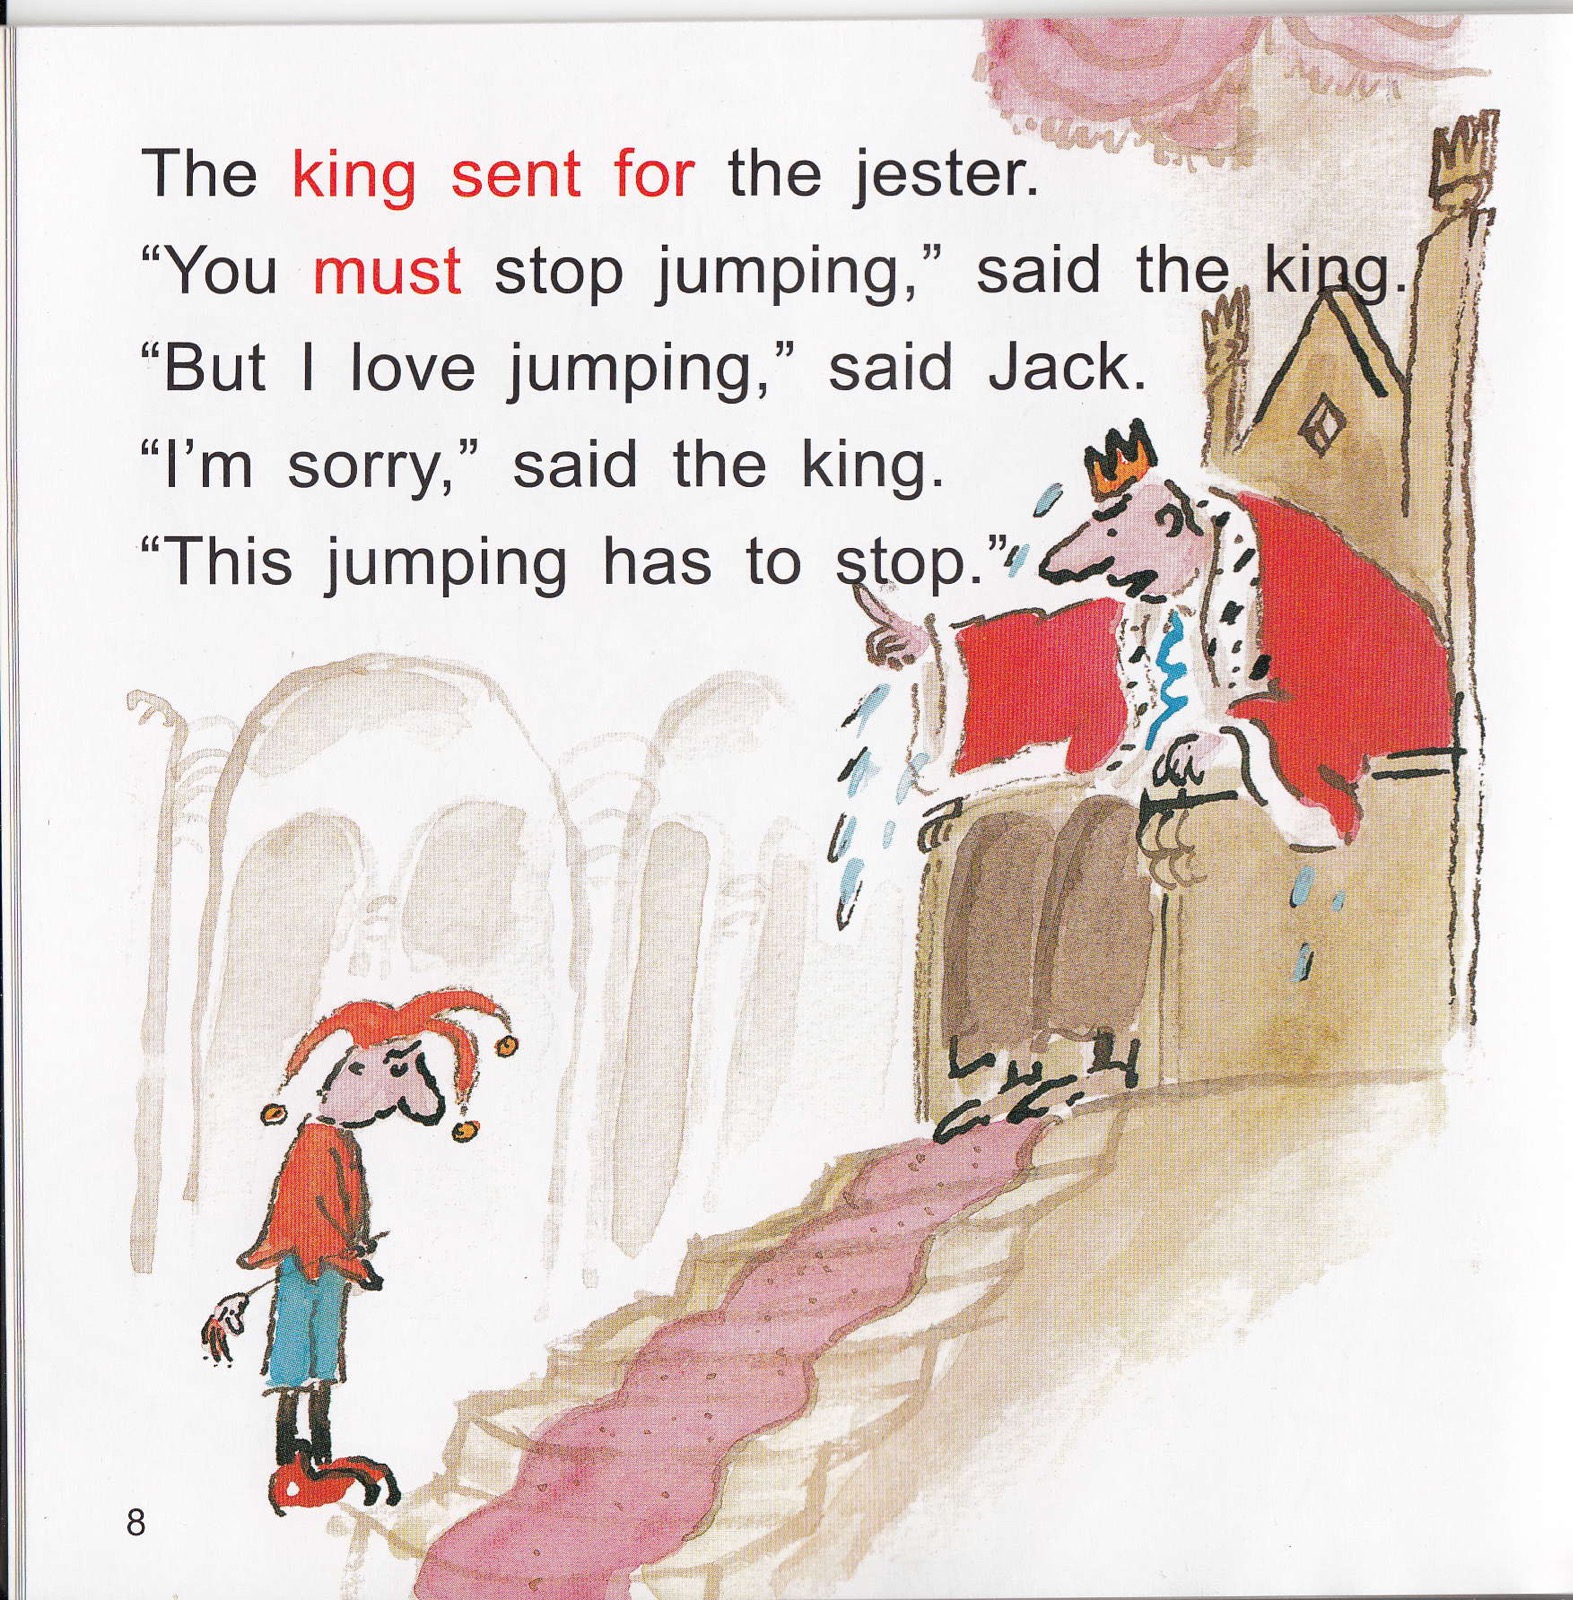 The king sent for the jester.
“You must stop jumping,” said the king.
“But I love jumping,” said Jack.
“I’m sorry,” said the king.
“This jumping has to stop.”
8